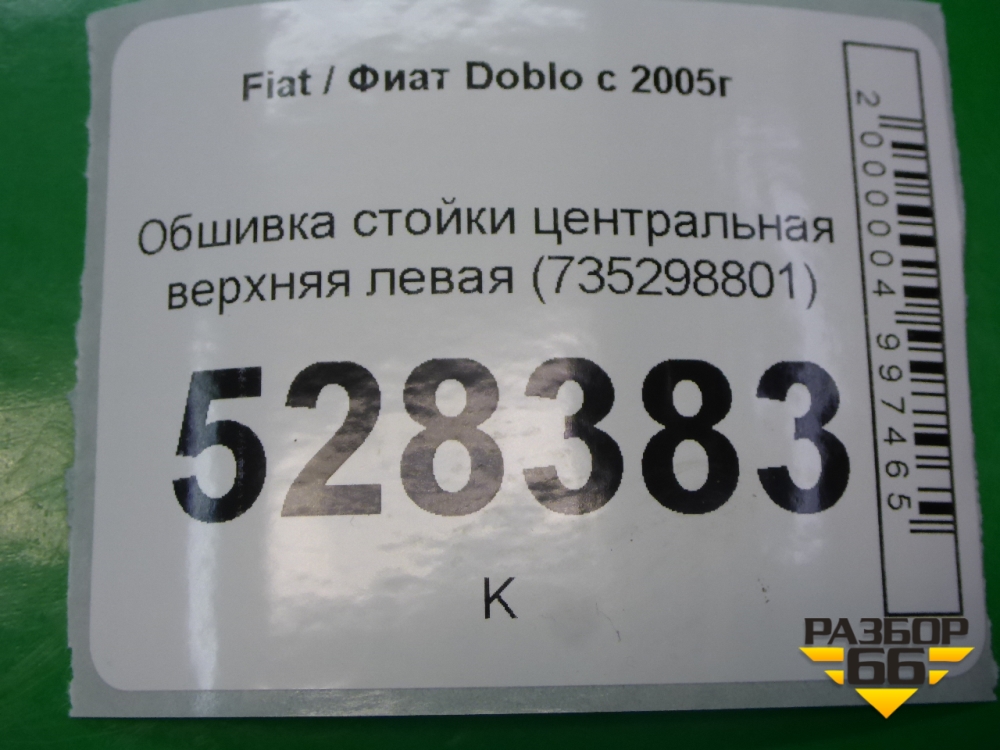 Fiat / Фиат Doblo с 2005г
Обшивка стойки центральная
верхняя левая (735298801)
528383
К
2000004997465
РАЗБОР
66